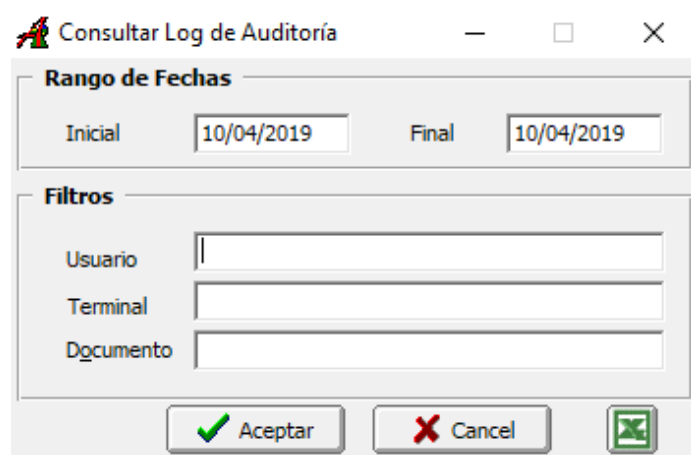 Consultar Log de Auditoría
Rango de Fechas
Inicial 10/04/2019 Final 10/04/2019
Filtros
Usuario
Terminal
Documento
Aceptar Cancel